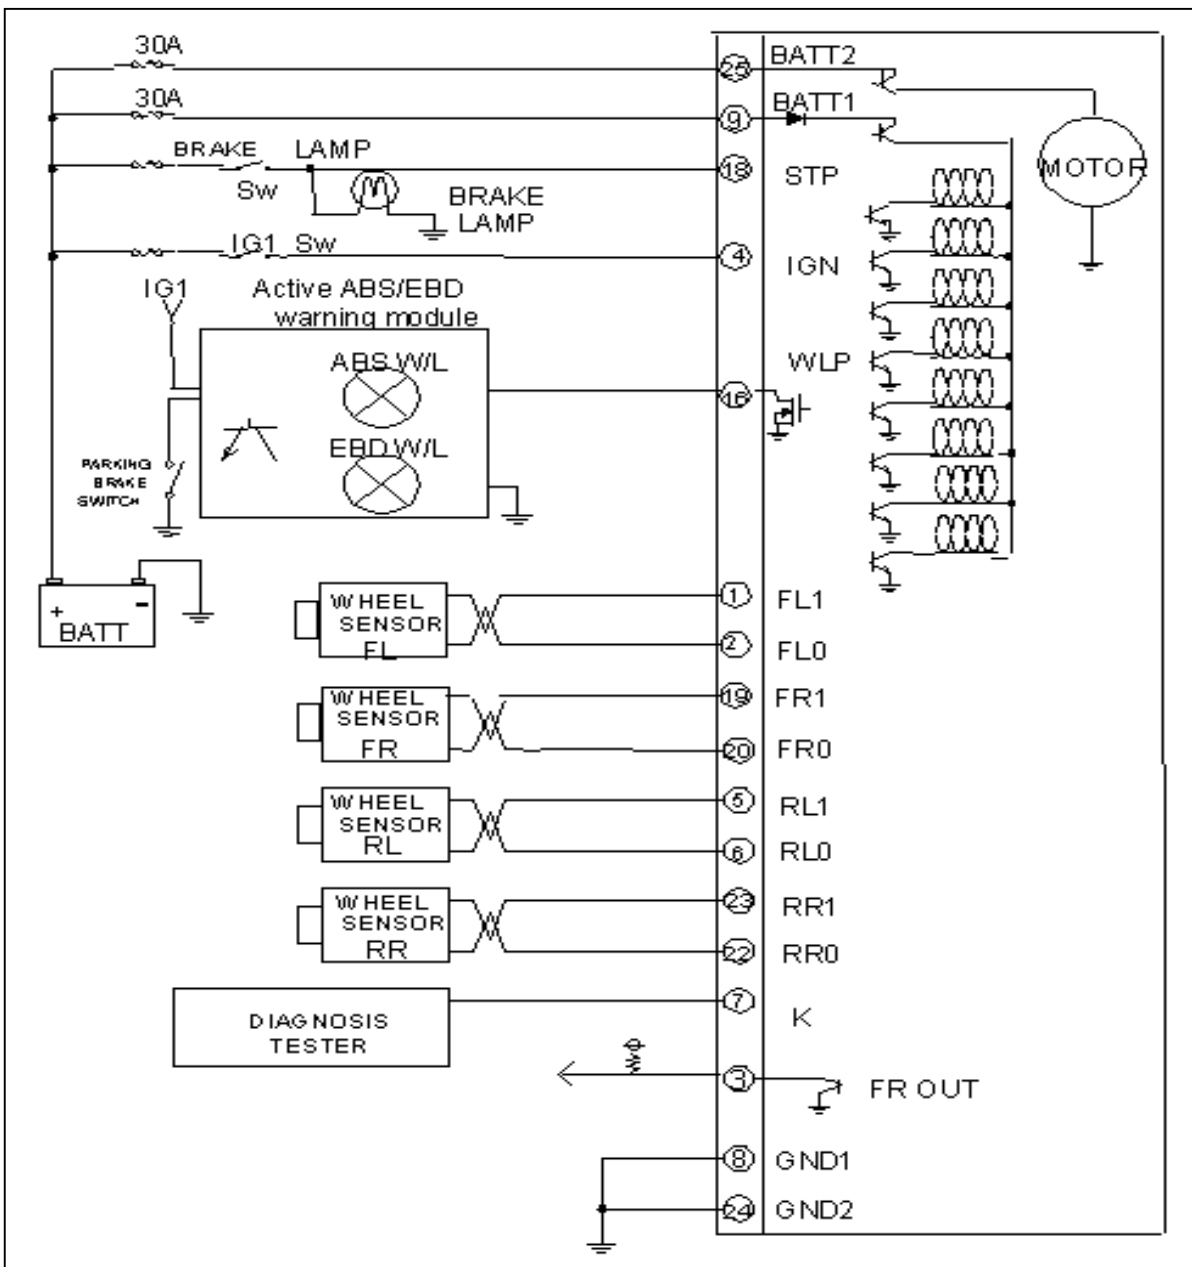 30A
25 BATT2
30A
9 BATT1
BRAKE LAMP
Sw
18 STP
MOTOR
BRAKE
LAMP
IG1 Sw
4 IGN
IG1
Active ABS/EBD
warning module
ABS W/L
16 WLP
EBD W/L
PARKING
BRAKE
SWITCH
+ -
BATT
WHEEL
SENSOR
FL
1 FL1
2 FL0
WHEEL
SENSOR
FR
19 FR1
20 FR0
WHEEL
SENSOR
RL
5 RL1
6 RL0
WHEEL
SENSOR
RR
23 RR1
22 RR0
DIAGNOSIS
TESTER
7 K
3 FR OUT
8 GND1
24 GND2